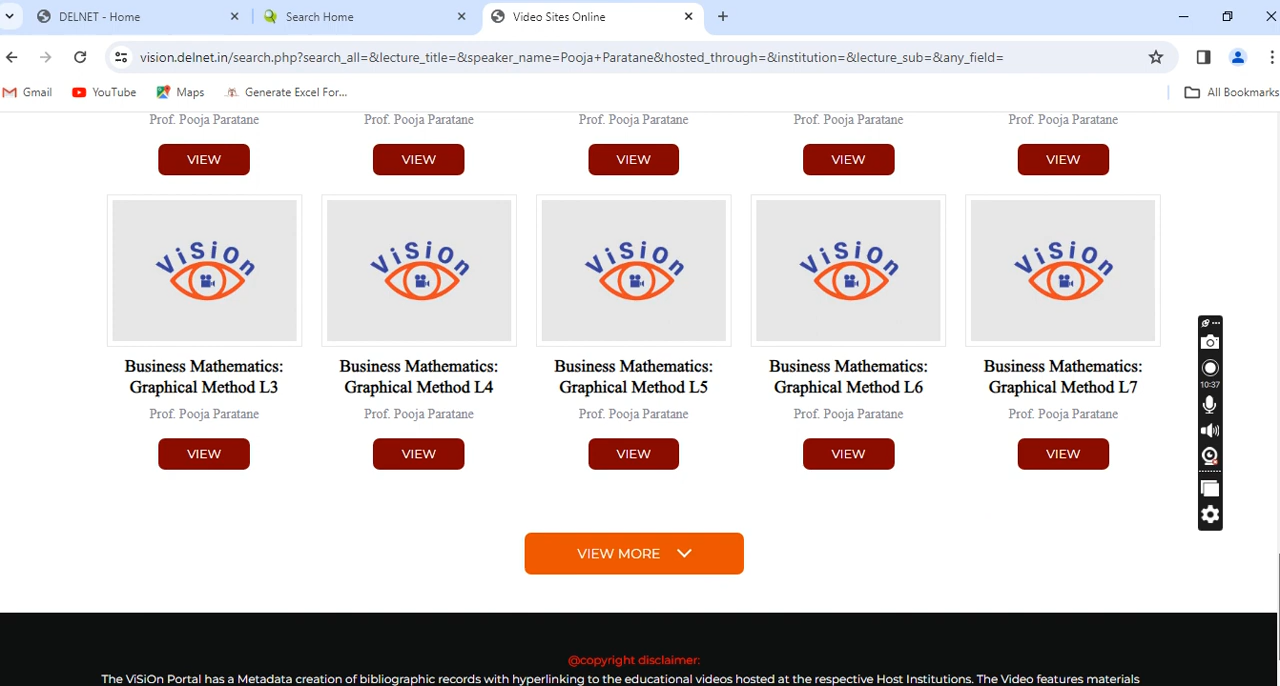 DELNET - Home
Search Home
Video Sites Online
vision.delnet.in/search.php?search_all=&lecture_title=&speaker_name=Pooja+Paratane&hosted_through=&institution=&lecture_sub=&any_field=
Gmail YouTube Maps Generate Excel For... All Bookmarks
Prof. Pooja Paratane Prof. Pooja Paratane Prof. Pooja Paratane Prof. Pooja Paratane Prof. Pooja Paratane
VIEW VIEW VIEW VIEW VIEW
ViSiOn ViSiOn ViSiOn ViSiOn ViSiOn
Business Mathematics: Business Mathematics: Business Mathematics: Business Mathematics: Business Mathematics:
Graphical Method L3 Graphical Method L4 Graphical Method L5 Graphical Method L6 Graphical Method L7
10:37
Prof. Pooja Paratane Prof. Pooja Paratane Prof. Pooja Paratane Prof. Pooja Paratane Prof. Pooja Paratane
VIEW VIEW VIEW VIEW VIEW
VIEW MORE
@copyright disclaimer:
The ViSiOn Portal has a Metadata creation of bibliographic records with hyperlinking to the educational videos hosted at the respective Host Institutions. The Video features materials